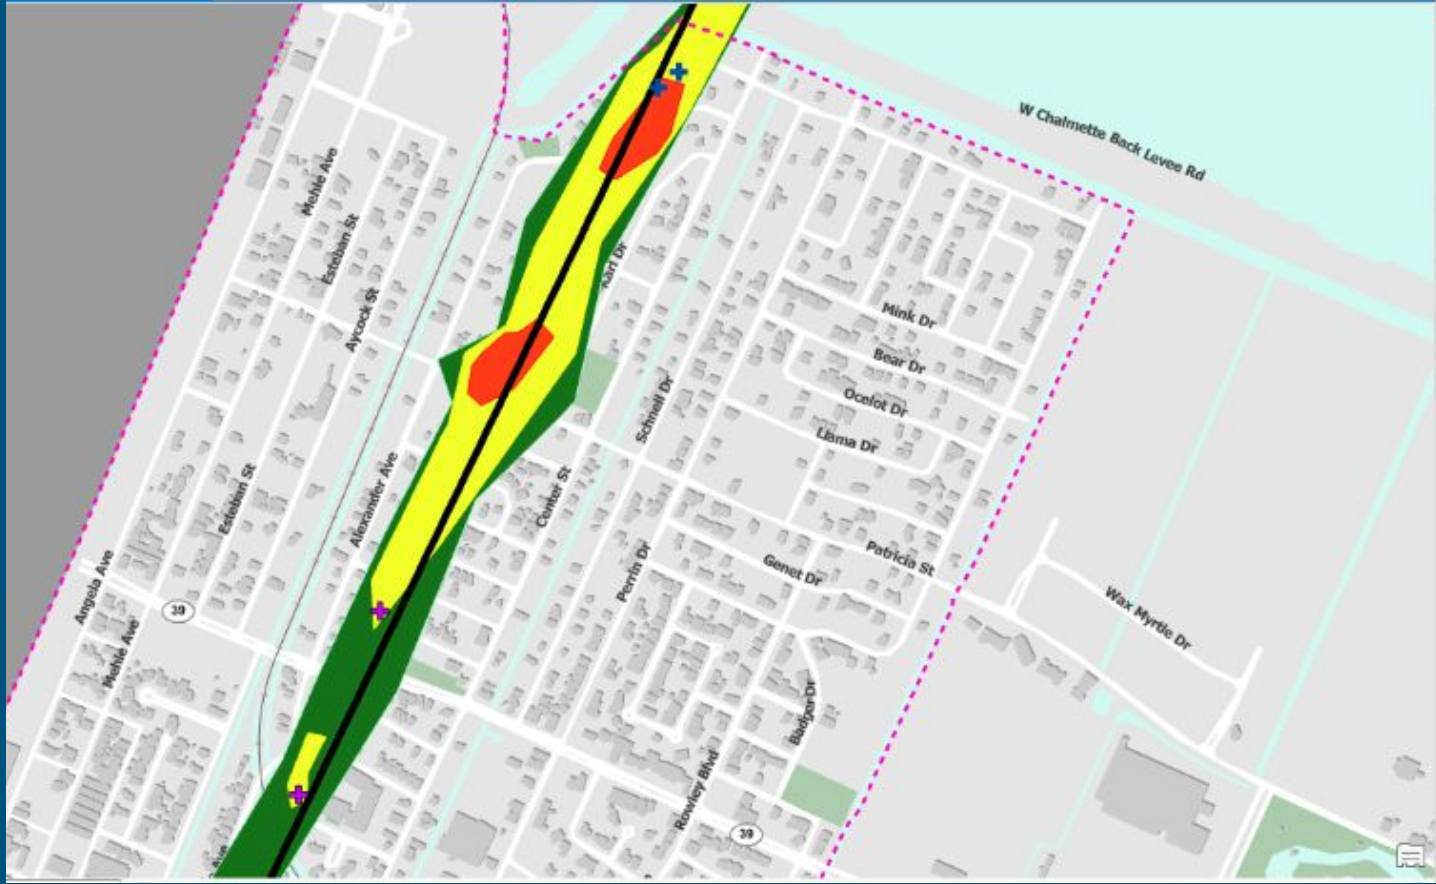 W Chalmette Back Levee Rd
Mehle Ave
Esteban St
Aycock St
Karl Dr
Mink Dr
Bear Dr
Ocelot Dr
Llama Dr
Schnell Dr
Alexander Ave
Esteban St
Center St
Patricia St
Genet Dr
Perrin Dr
Angela Ave
39
Mehle Ave
Wax Myrtle Dr
Badger Dr
Rowley Blvd
39
Ave